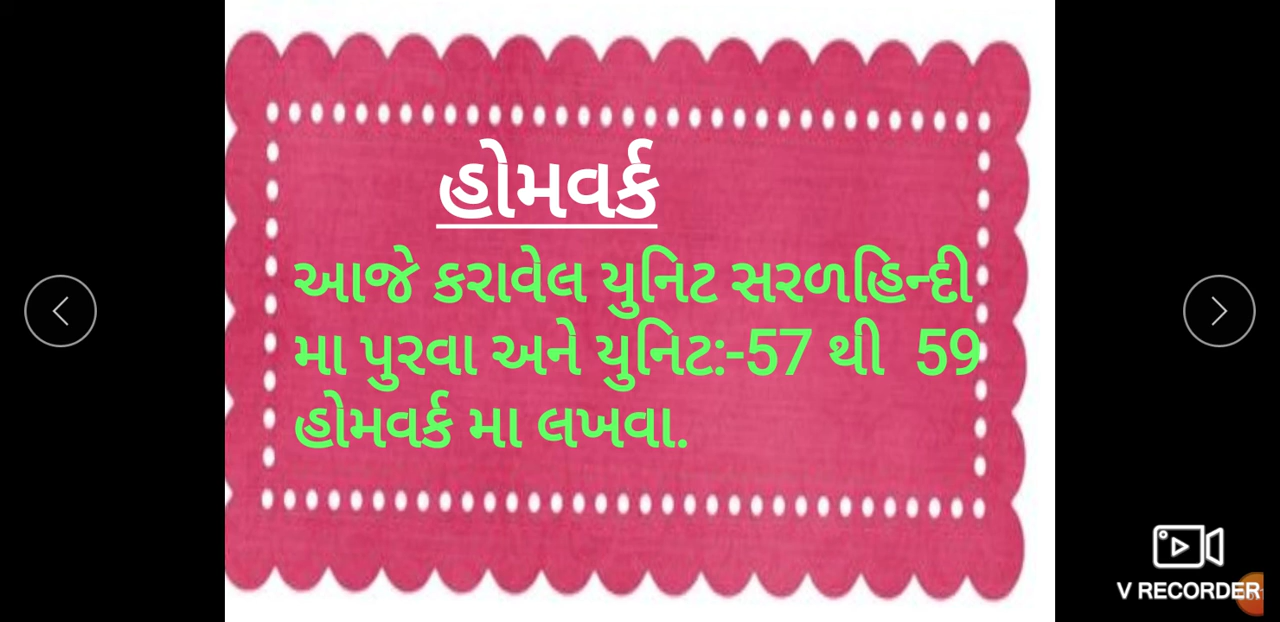 હોમવર્ક
આજે કરાવેલ યુનિટ સરળહિન્દી
મા પુરવા અને યુનિટ:-57 થી 59
હોમવર્ક મા લખવા.
V RECORDER